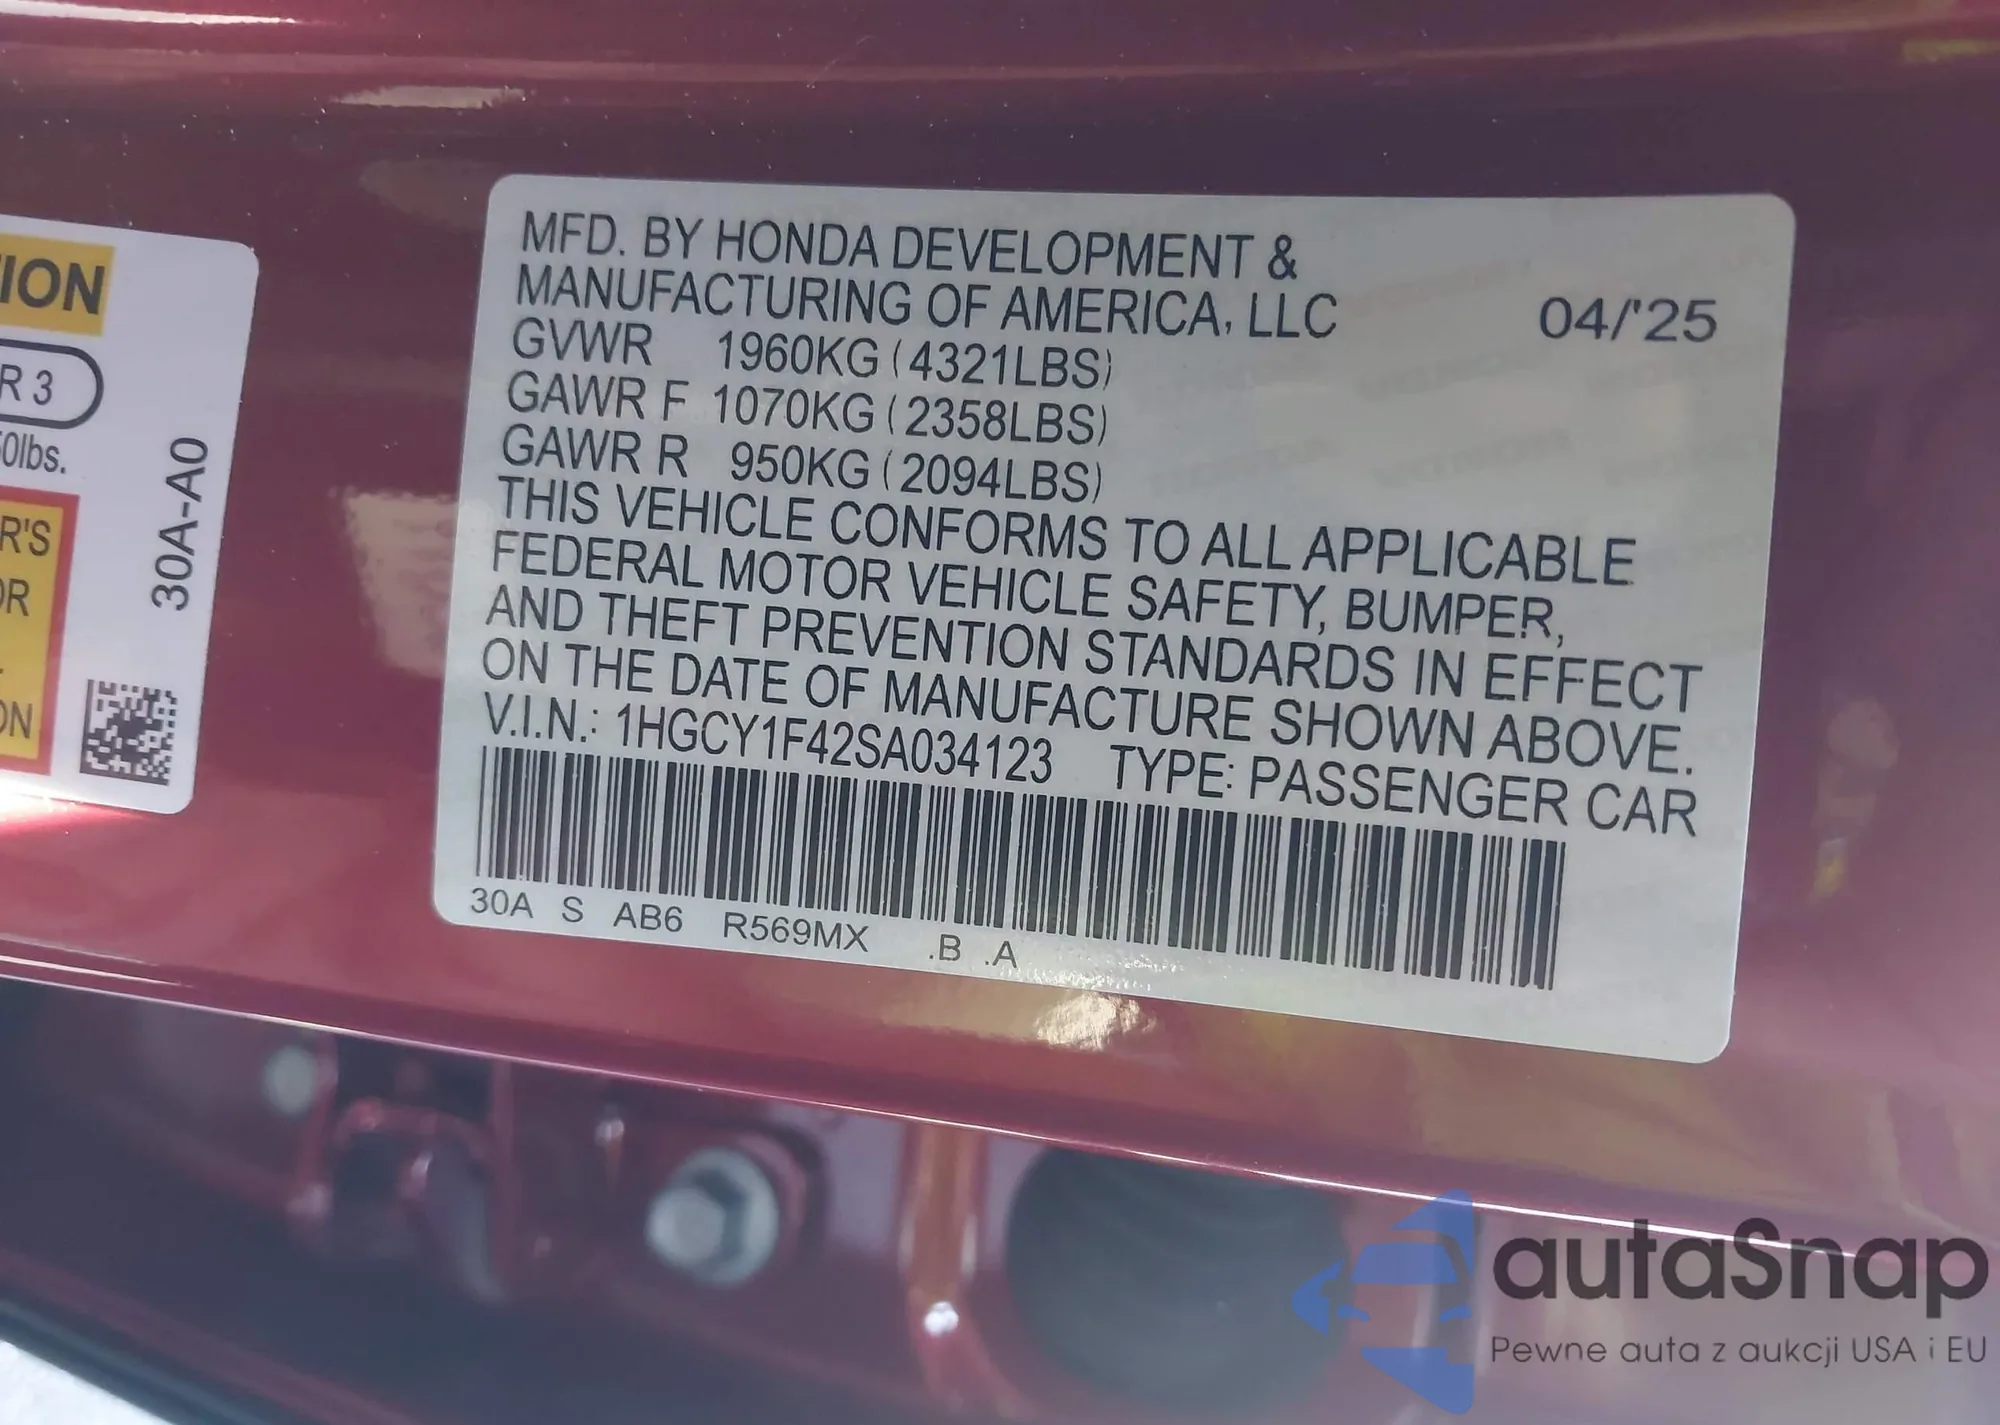 ION
R 3
0lbs.
R'S
OR
ON
30A-A0
MFD. BY HONDA DEVELOPMENT &
MANUFACTURING OF AMERICA, LLC 04/'25
GVWR 1960KG (4321LBS)
GAWR F 1070KG (2358LBS)
GAWR R 950KG (2094LBS)
THIS VEHICLE CONFORMS TO ALL APPLICABLE
FEDERAL MOTOR VEHICLE SAFETY, BUMPER,
AND THEFT PREVENTION STANDARDS IN EFFECT
ON THE DATE OF MANUFACTURE SHOWN ABOVE.
V.I.N.: 1HGCY1F42SA034123 TYPE: PASSENGER CAR
30A S AB6 R569MX .B .A
autaSnap
Pewne auta z aukcji USA i EU